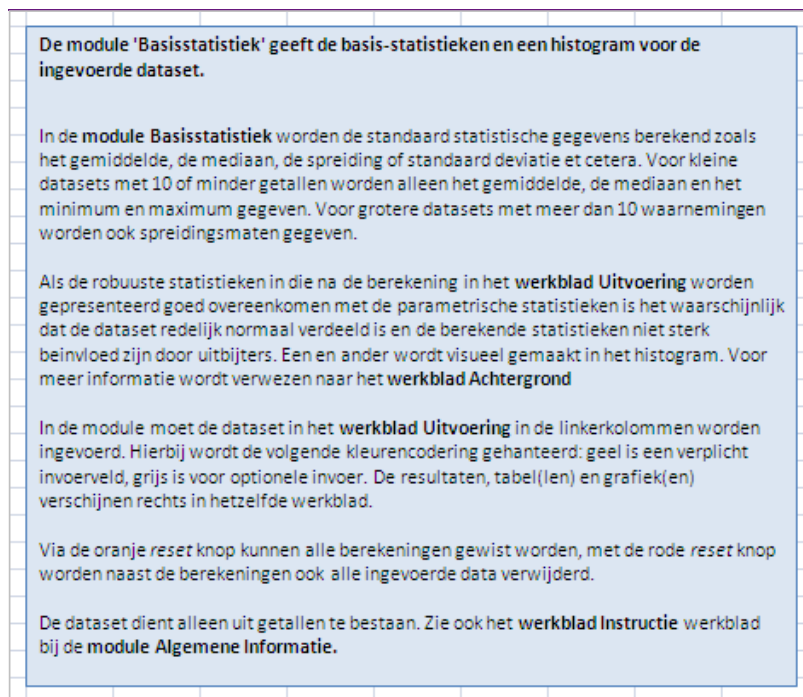 De module 'Basisstatistiek' geeft de basis-statistieken en een histogram voor de
ingevoerde dataset.
In de module Basisstatistiek worden de standaard statistische gegevens berekend zoals
het gemiddelde, de mediaan, de spreiding of standaard deviatie et cetera. Voor kleine
datasets met 10 of minder getallen worden alleen het gemiddelde, de mediaan en het
minimum en maximum gegeven. Voor grotere datasets met meer dan 10 waarnemingen
worden ook spreidingsmaten gegeven.
Als de robuuste statistieken in die na de berekening in het werkblad Uitvoering worden
gepresenteerd goed overeenkomen met de parametrische statistieken is het waarschijnlijk
dat de dataset redelijk normaal verdeeld is en de berekende statistieken niet sterk
beinvloed zijn door uitbijters. Een en ander wordt visueel gemaakt in het histogram. Voor
meer informatie wordt verwezen naar het werkblad Achtergrond
In de module moet de dataset in het werkblad Uitvoering in de linkerkolommen worden
ingevoerd. Hierbij wordt de volgende kleurencodering gehanteerd: geel is een verplicht
invoerveld, grijs is voor optionele invoer. De resultaten, tabel(len) en grafiek(en)
verschijnen rechts in hetzelfde werkblad.
Via de oranje reset knop kunnen alle berekeningen gewist worden, met de rode reset knop
worden naast de berekeningen ook alle ingevoerde data verwijderd.
De dataset dient alleen uit getallen te bestaan. Zie ook het werkblad Instructie werkblad
bij de module Algemene Informatie.